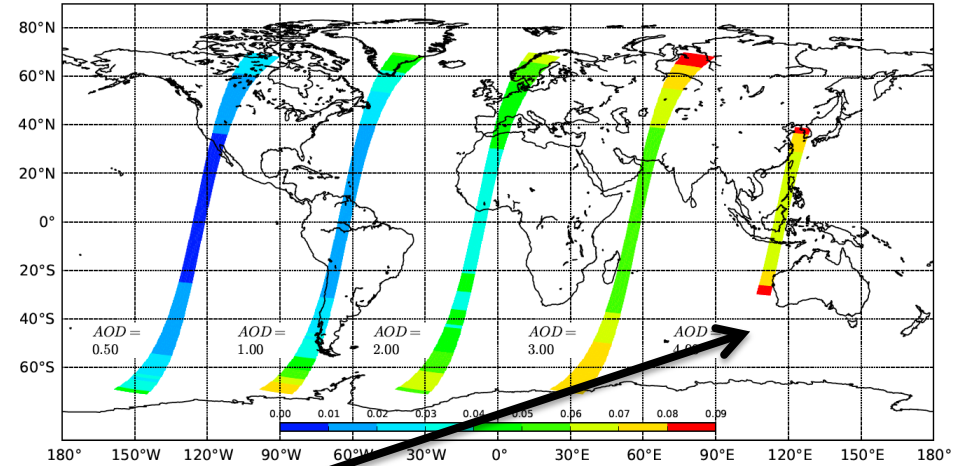 80°N
60°N
40°N
20°N
0°
20°S
40°S
60°S
AOD = AOD = AOD = AOD = AOD =
0.50 1.00 2.00 3.00
0.00 0.01 0.02 0.03 0.04 0.05 0.06 0.07 0.08 0.09
180° 150°W 120°W 90°W 60°W 30°W 0° 30°E 60°E 90°E 120°E 150°E 180°